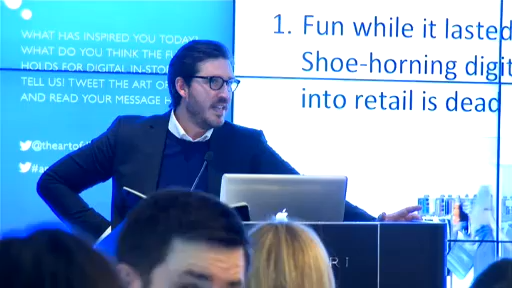 WHAT HAS INSPIRED YOU TODAY
WHAT DO YOU THINK THE
HOLDS FOR DIGITAL IN-STO
TELL US! TWEET THE ART OF
AND READ YOUR MESSAGE
@theartof
1. Fun while it lasted
Shoe-horning digit
into retail is dead